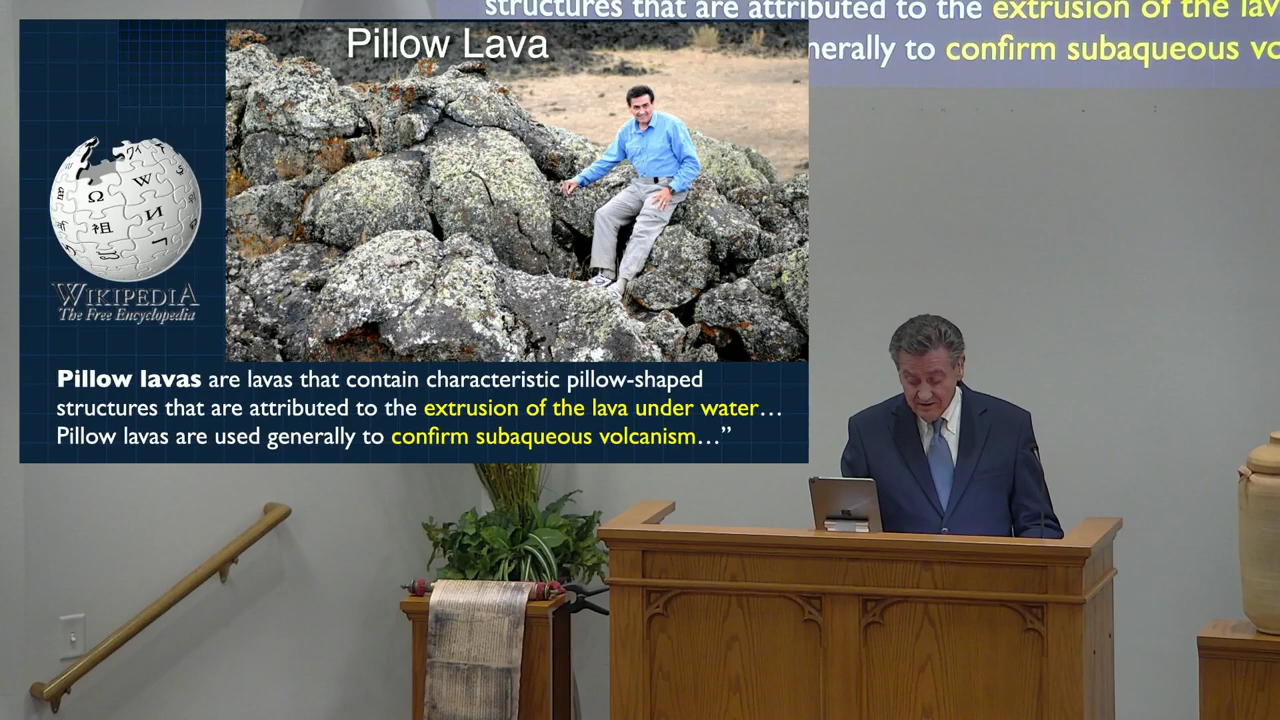 structures that are attributed to the extrusion of the lav
nerally to confirm subaqueous vo
Pillow Lava
Ω
W
И
祖
WIKIPEDIA
The Free Encyclopedia
Pillow lavas are lavas that contain characteristic pillow-shaped
structures that are attributed to the extrusion of the lava under water…
Pillow lavas are used generally to confirm subaqueous volcanism…”